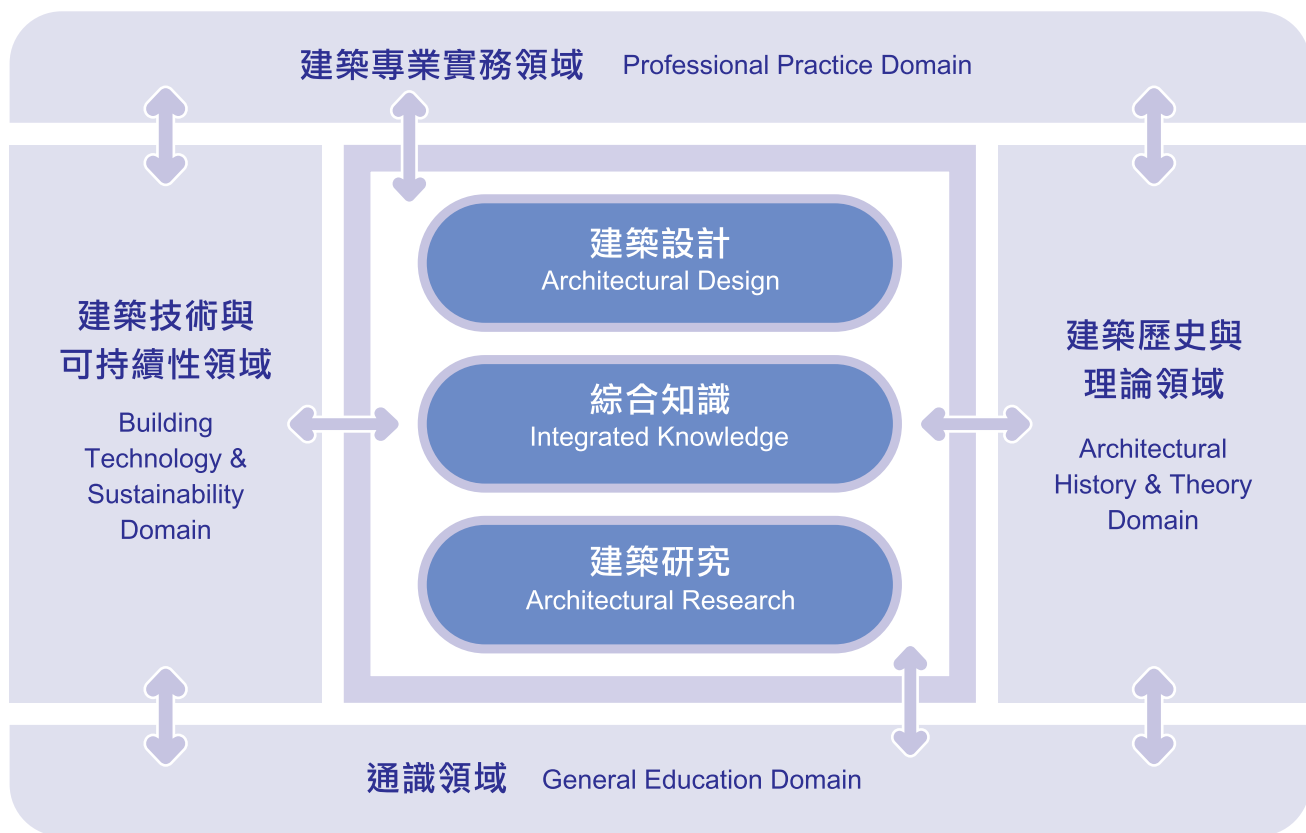 建築專業實務領域 Professional Practice Domain
建築技術與
可持續性領域
Building
Technology &
Sustainability
Domain
建築設計
Architectural Design
綜合知識
Integrated Knowledge
建築研究
Architectural Research
建築歷史與
理論領域
Architectural
History & Theory
Domain
通識領域 General Education Domain